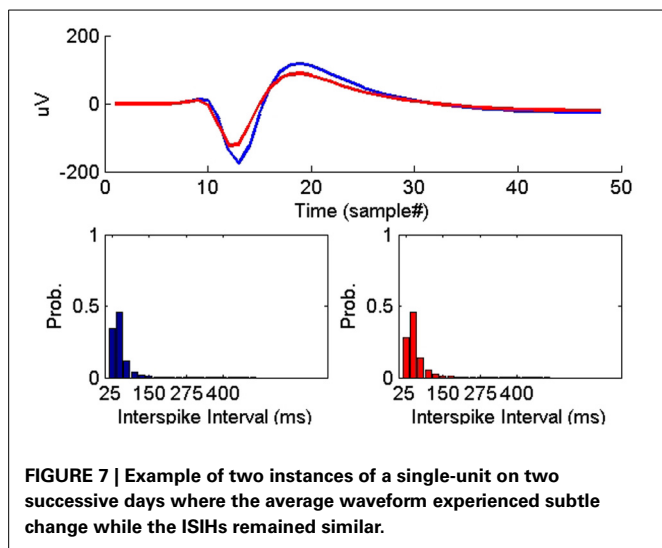 200
0
-200
uV
0 10 20 30 40 50
Time (sample#)
1
0.5
0
Prob.
25 150 275 400
Interspike Interval (ms)
1
0.5
0
Prob.
25 150 275 400
Interspike Interval (ms)
FIGURE 7 | Example of two instances of a single-unit on two
successive days where the average waveform experienced subtle
change while the ISIHs remained similar.